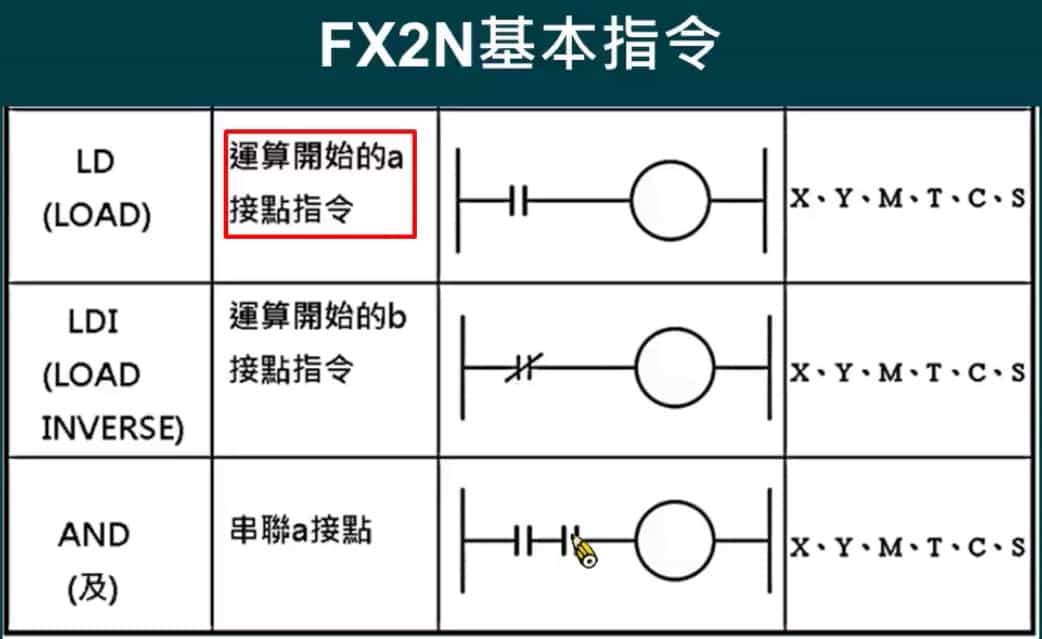 FX2N基本指令
LD
(LOAD)
運算開始的a
接點指令
X、Y、M、T、C、S
LDI
(LOAD
INVERSE)
運算開始的b
接點指令
X、Y、M、T、C、S
AND
(及)
串聯a接點
X、Y、M、T、C、S